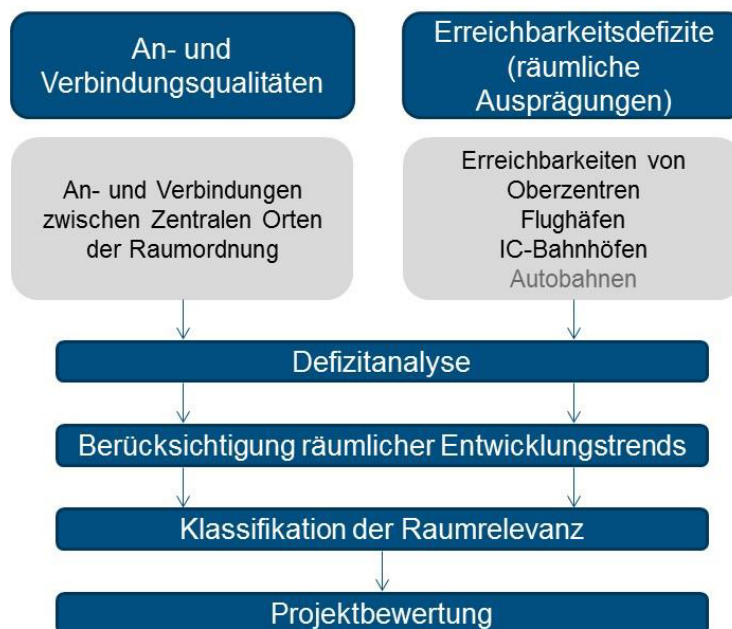 An- und
Verbindungsqualitäten
Erreichbarkeitsdefizite
(räumliche
Ausprägungen)
An- und Verbindungen
zwischen Zentralen Orten
der Raumordnung
Erreichbarkeiten von
Oberzentren
Flughäfen
IC-Bahnhöfen
Autobahnen
Defizitanalyse
Berücksichtigung räumlicher Entwicklungstrends
Klassifikation der Raumrelevanz
Projektbewertung